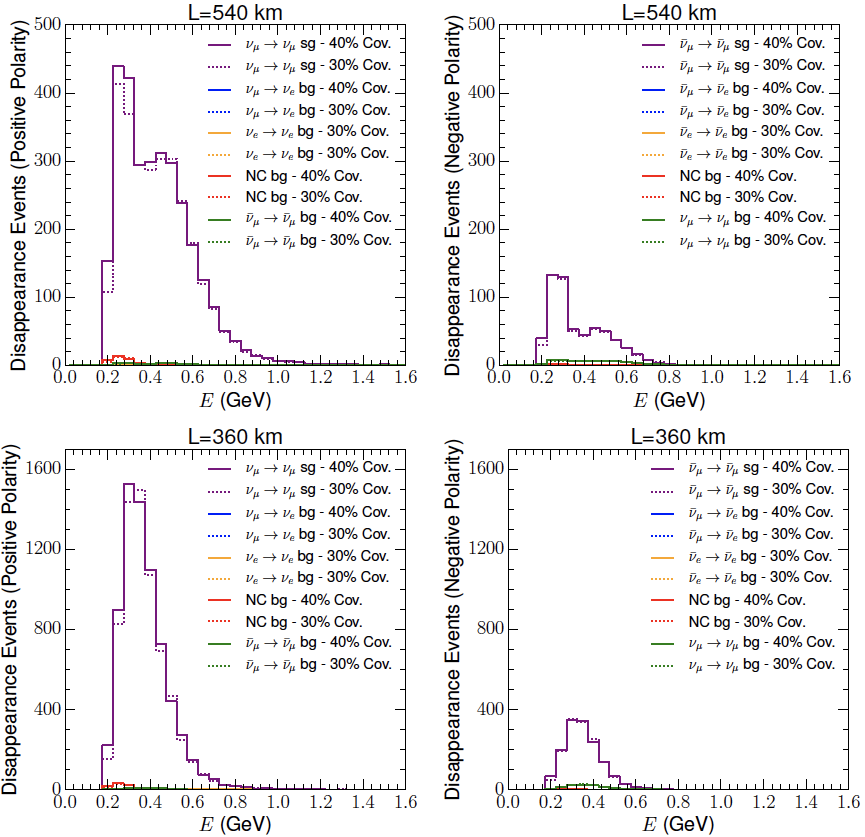 L=540 km
Disappearance Events (Positive Polarity)
500
400
300
200
100
0
ν_μ → ν_μ sg - 40% Cov.
ν_μ → ν_μ sg - 30% Cov.
ν_μ → ν_e bg - 40% Cov.
ν_μ → ν_e bg - 30% Cov.
ν_e → ν_e bg - 30% Cov.
ν_e → ν_e bg - 30% Cov.
NC bg - 40% Cov.
NC bg - 30% Cov.
ν̄_μ → ν̄_μ bg - 40% Cov.
ν̄_μ → ν̄_μ bg - 30% Cov.
0.0 0.2 0.4 0.6 0.8 1.0 1.2 1.4 1.6
E (GeV)
L=540 km
Disappearance Events (Negative Polarity)
500
400
300
200
100
0
ν̄_μ → ν̄_μ sg - 40% Cov.
ν̄_μ → ν̄_μ sg - 30% Cov.
ν̄_μ → ν̄_e bg - 40% Cov.
ν̄_μ → ν̄_e bg - 30% Cov.
ν̄_e → ν̄_e bg - 30% Cov.
ν̄_e → ν̄_e bg - 30% Cov.
NC bg - 40% Cov.
NC bg - 30% Cov.
ν_μ → ν_μ bg - 40% Cov.
ν_μ → ν_μ bg - 30% Cov.
0.0 0.2 0.4 0.6 0.8 1.0 1.2 1.4 1.6
E (GeV)
L=360 km
Disappearance Events (Positive Polarity)
1600
1200
800
400
0
ν_μ → ν_μ sg - 40% Cov.
ν_μ → ν_μ sg - 30% Cov.
ν_μ → ν_e bg - 40% Cov.
ν_μ → ν_e bg - 30% Cov.
ν_e → ν_e bg - 30% Cov.
ν_e → ν_e bg - 30% Cov.
NC bg - 40% Cov.
NC bg - 30% Cov.
ν̄_μ → ν̄_μ bg - 40% Cov.
ν̄_μ → ν̄_μ bg - 30% Cov.
0.0 0.2 0.4 0.6 0.8 1.0 1.2 1.4 1.6
E (GeV)
L=360 km
Disappearance Events (Negative Polarity)
1600
1200
800
400
0
ν̄_μ → ν̄_μ sg - 40% Cov.
ν̄_μ → ν̄_μ sg - 30% Cov.
ν̄_μ → ν̄_e bg - 40% Cov.
ν̄_μ → ν̄_e bg - 30% Cov.
ν̄_e → ν̄_e bg - 30% Cov.
ν̄_e → ν̄_e bg - 30% Cov.
NC bg - 40% Cov.
NC bg - 30% Cov.
ν_μ → ν_μ bg - 40% Cov.
ν_μ → ν_μ bg - 30% Cov.
0.0 0.2 0.4 0.6 0.8 1.0 1.2 1.4 1.6
E (GeV)